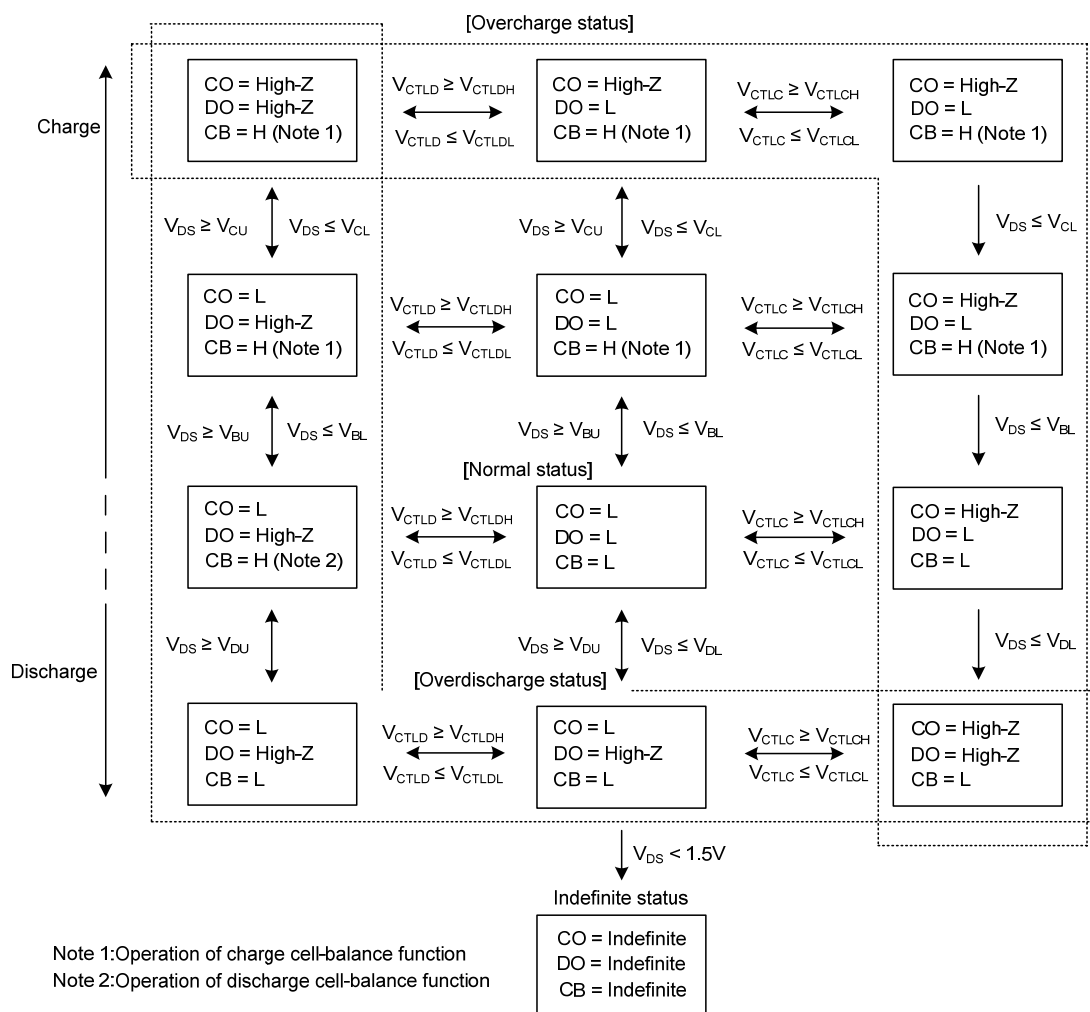 [Overcharge status]
Charge
CO = High-Z
DO = High-Z
CB = H (Note 1)
VCTLD ≥ VCTLDH
VCTLD ≤ VCTLDL
CO = High-Z
DO = L
CB = H (Note 1)
VCTLC ≥ VCTLCH
VCTLC ≤ VCTLCL
CO = High-Z
DO = L
CB = H (Note 1)
VDS ≥ VCU VDS ≤ VCL
VDS ≥ VCU VDS ≤ VCL
VDS ≤ VCL
CO = L
DO = High-Z
CB = H (Note 1)
VCTLD ≥ VCTLDH
VCTLD ≤ VCTLDL
CO = L
DO = L
CB = H (Note 1)
VCTLC ≥ VCTLCH
VCTLC ≤ VCTLCL
CO = High-Z
DO = L
CB = H (Note 1)
VDS ≥ VBU VDS ≤ VBL
VDS ≥ VBU VDS ≤ VBL
VDS ≤ VBL
[Normal status]
CO = L
DO = High-Z
CB = H (Note 2)
VCTLD ≥ VCTLDH
VCTLD ≤ VCTLDL
CO = L
DO = L
CB = L
VCTLC ≥ VCTLCH
VCTLC ≤ VCTLCL
CO = High-Z
DO = L
CB = L
Discharge
VDS ≥ VDU
VDS ≥ VDU VDS ≤ VDL
VDS ≤ VDL
[Overdischarge status]
CO = L
DO = High-Z
CB = L
VCTLD ≥ VCTLDH
VCTLD ≤ VCTLDL
CO = L
DO = High-Z
CB = L
VCTLC ≥ VCTLCH
VCTLC ≤ VCTLCL
CO = High-Z
DO = High-Z
CB = L
VDS < 1.5V
Indefinite status
CO = Indefinite
DO = Indefinite
CB = Indefinite
Note 1:Operation of charge cell-balance function
Note 2:Operation of discharge cell-balance function